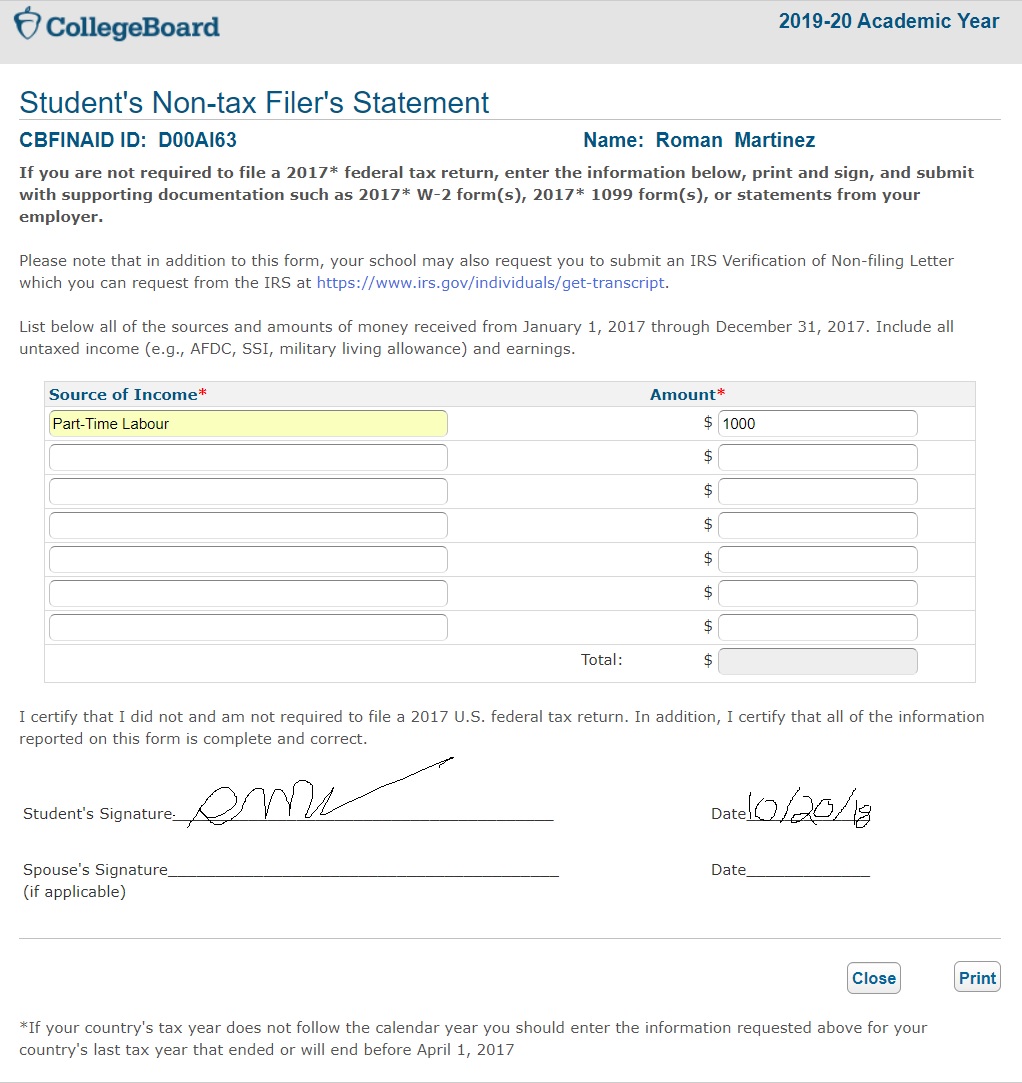 CollegeBoard
2019-20 Academic Year
Student's Non-tax Filer's Statement
CBFINAID ID: D00AI63 Name: Roman Martinez
If you are not required to file a 2017* federal tax return, enter the information below, print and sign, and submit
with supporting documentation such as 2017* W-2 form(s), 2017* 1099 form(s), or statements from your
employer.
Please note that in addition to this form, your school may also request you to submit an IRS Verification of Non-filing Letter
which you can request from the IRS at https://www.irs.gov/individuals/get-transcript.
List below all of the sources and amounts of money received from January 1, 2017 through December 31, 2017. Include all
untaxed income (e.g., AFDC, SSI, military living allowance) and earnings.
Source of Income* Amount*
Part-Time Labour $ 1000
$
$
$
$
$
$
Total: $
I certify that I did not and am not required to file a 2017 U.S. federal tax return. In addition, I certify that all of the information
reported on this form is complete and correct.
Student's Signature Date 10/20/18
Spouse's Signature Date
(if applicable)
Close Print
*If your country's tax year does not follow the calendar year you should enter the information requested above for your
country's last tax year that ended or will end before April 1, 2017